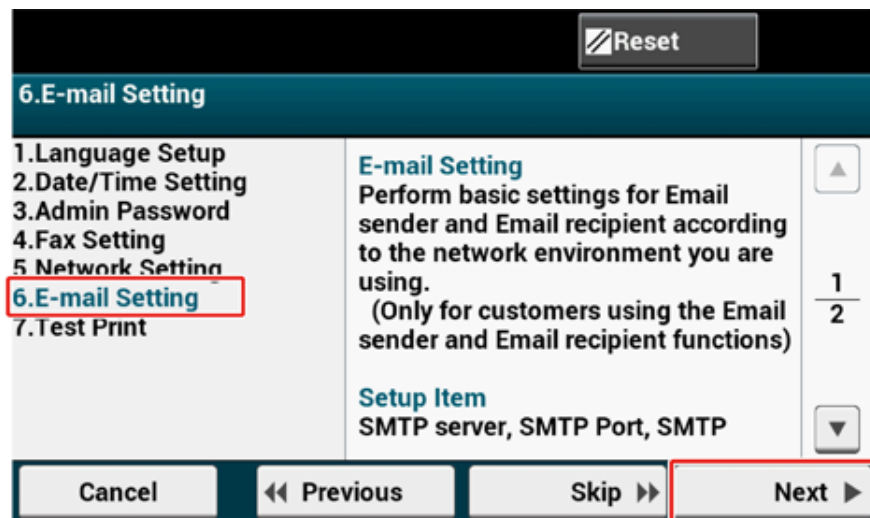 Reset
6.E-mail Setting
1.Language Setup
2.Date/Time Setting
3.Admin Password
4.Fax Setting
5.Network Setting
6.E-mail Setting
7.Test Print
E-mail Setting
Perform basic settings for Email
sender and Email recipient according
to the network environment you are
using.
(Only for customers using the Email
sender and Email recipient functions)
Setup Item
SMTP server, SMTP Port, SMTP
1
2
Cancel
Previous
Skip
Next